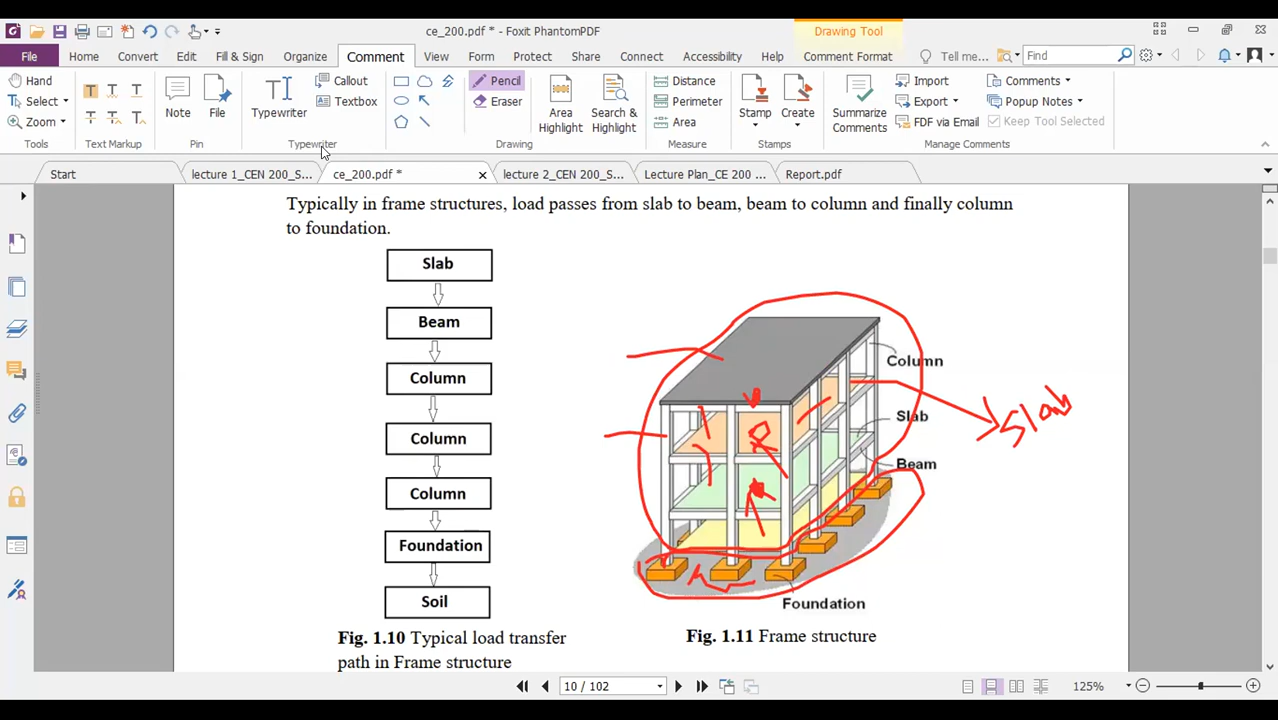 ce_200.pdf * - Foxit PhantomPDF
Drawing Tool
File Home Convert Edit Fill & Sign Organize Comment View Form Protect Share Connect Accessibility Help Comment Format Tell me... Find
Hand
Select
Zoom
Tools
Text Markup
Note
File
Pin
Typewriter
Callout
Textbox
Typewriter
Pencil
Eraser
Drawing
Area Highlight
Search & Highlight
Distance
Perimeter
Area
Measure
Stamp
Create
Stamps
Summarize Comments
Import
Export
FDF via Email
Comments
Popup Notes
Keep Tool Selected
Manage Comments
Start
lecture 1_CEN 200_S...
ce_200.pdf *
lecture 2_CEN 200_S...
Lecture Plan_CE 200 ...
Report.pdf
Typically in frame structures, load passes from slab to beam, beam to column and finally column
to foundation.
Slab
Beam
Column
Column
Column
Foundation
Soil
Fig. 1.10 Typical load transfer
path in Frame structure
Column
Slab
Slab
Beam
Foundation
Fig. 1.11 Frame structure
10 / 102
125%